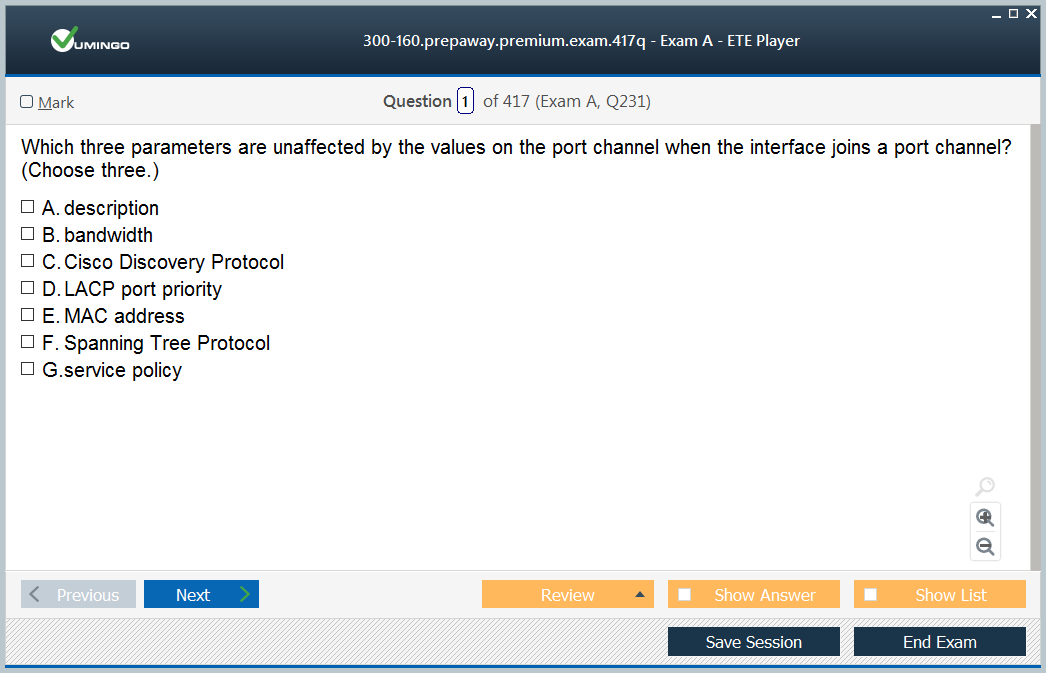 VUMINGO
300-160.prepaway.premium.exam.417q - Exam A - ETE Player
Mark
Question 1 of 417 (Exam A, Q231)
Which three parameters are unaffected by the values on the port channel when the interface joins a port channel?
(Choose three.)
A. description
B. bandwidth
C. Cisco Discovery Protocol
D. LACP port priority
E. MAC address
F. Spanning Tree Protocol
G.service policy
Previous
Next
Review
Show Answer
Show List
Save Session
End Exam